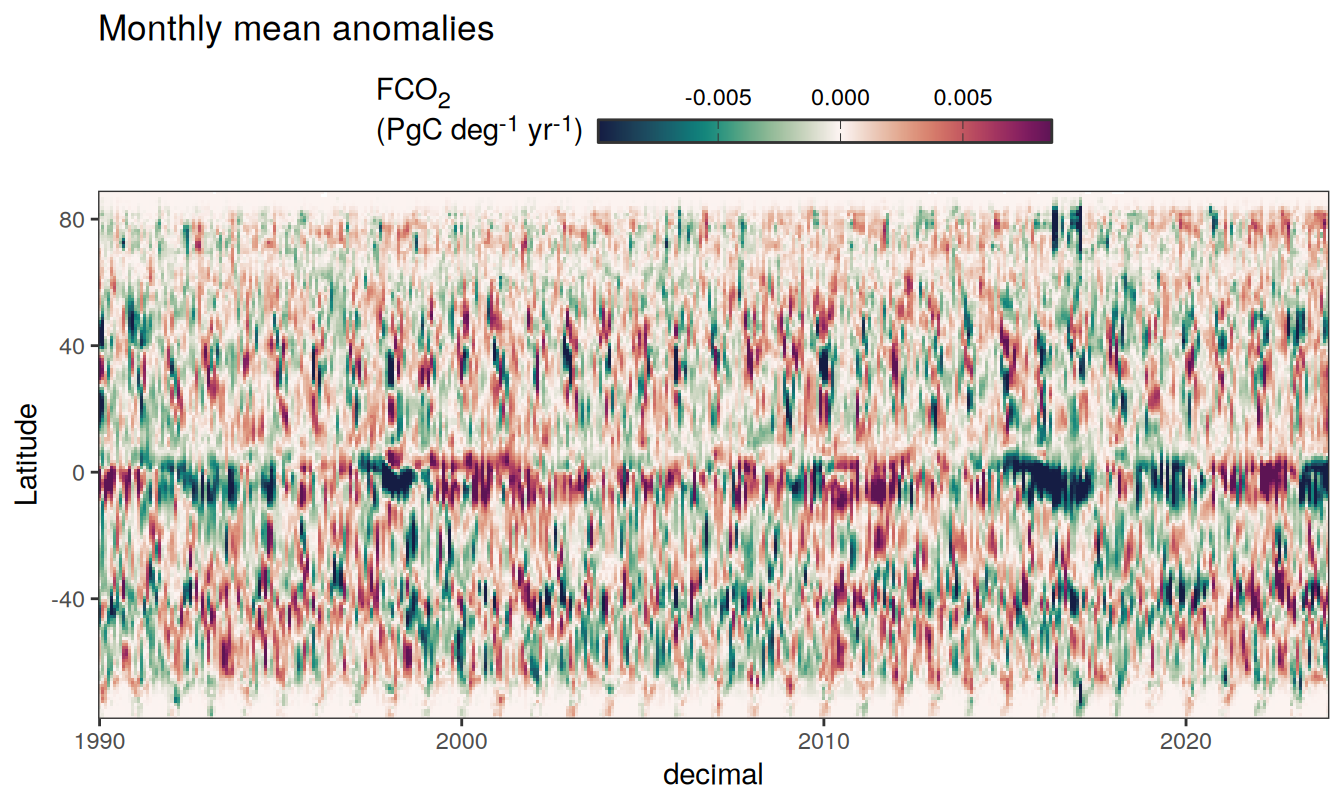 Monthly mean anomalies
FCO₂
(PgC deg⁻¹ yr⁻¹)
-0.005 0.000 0.005
Latitude
80
40
0
-40
1990 2000 2010 2020
decimal